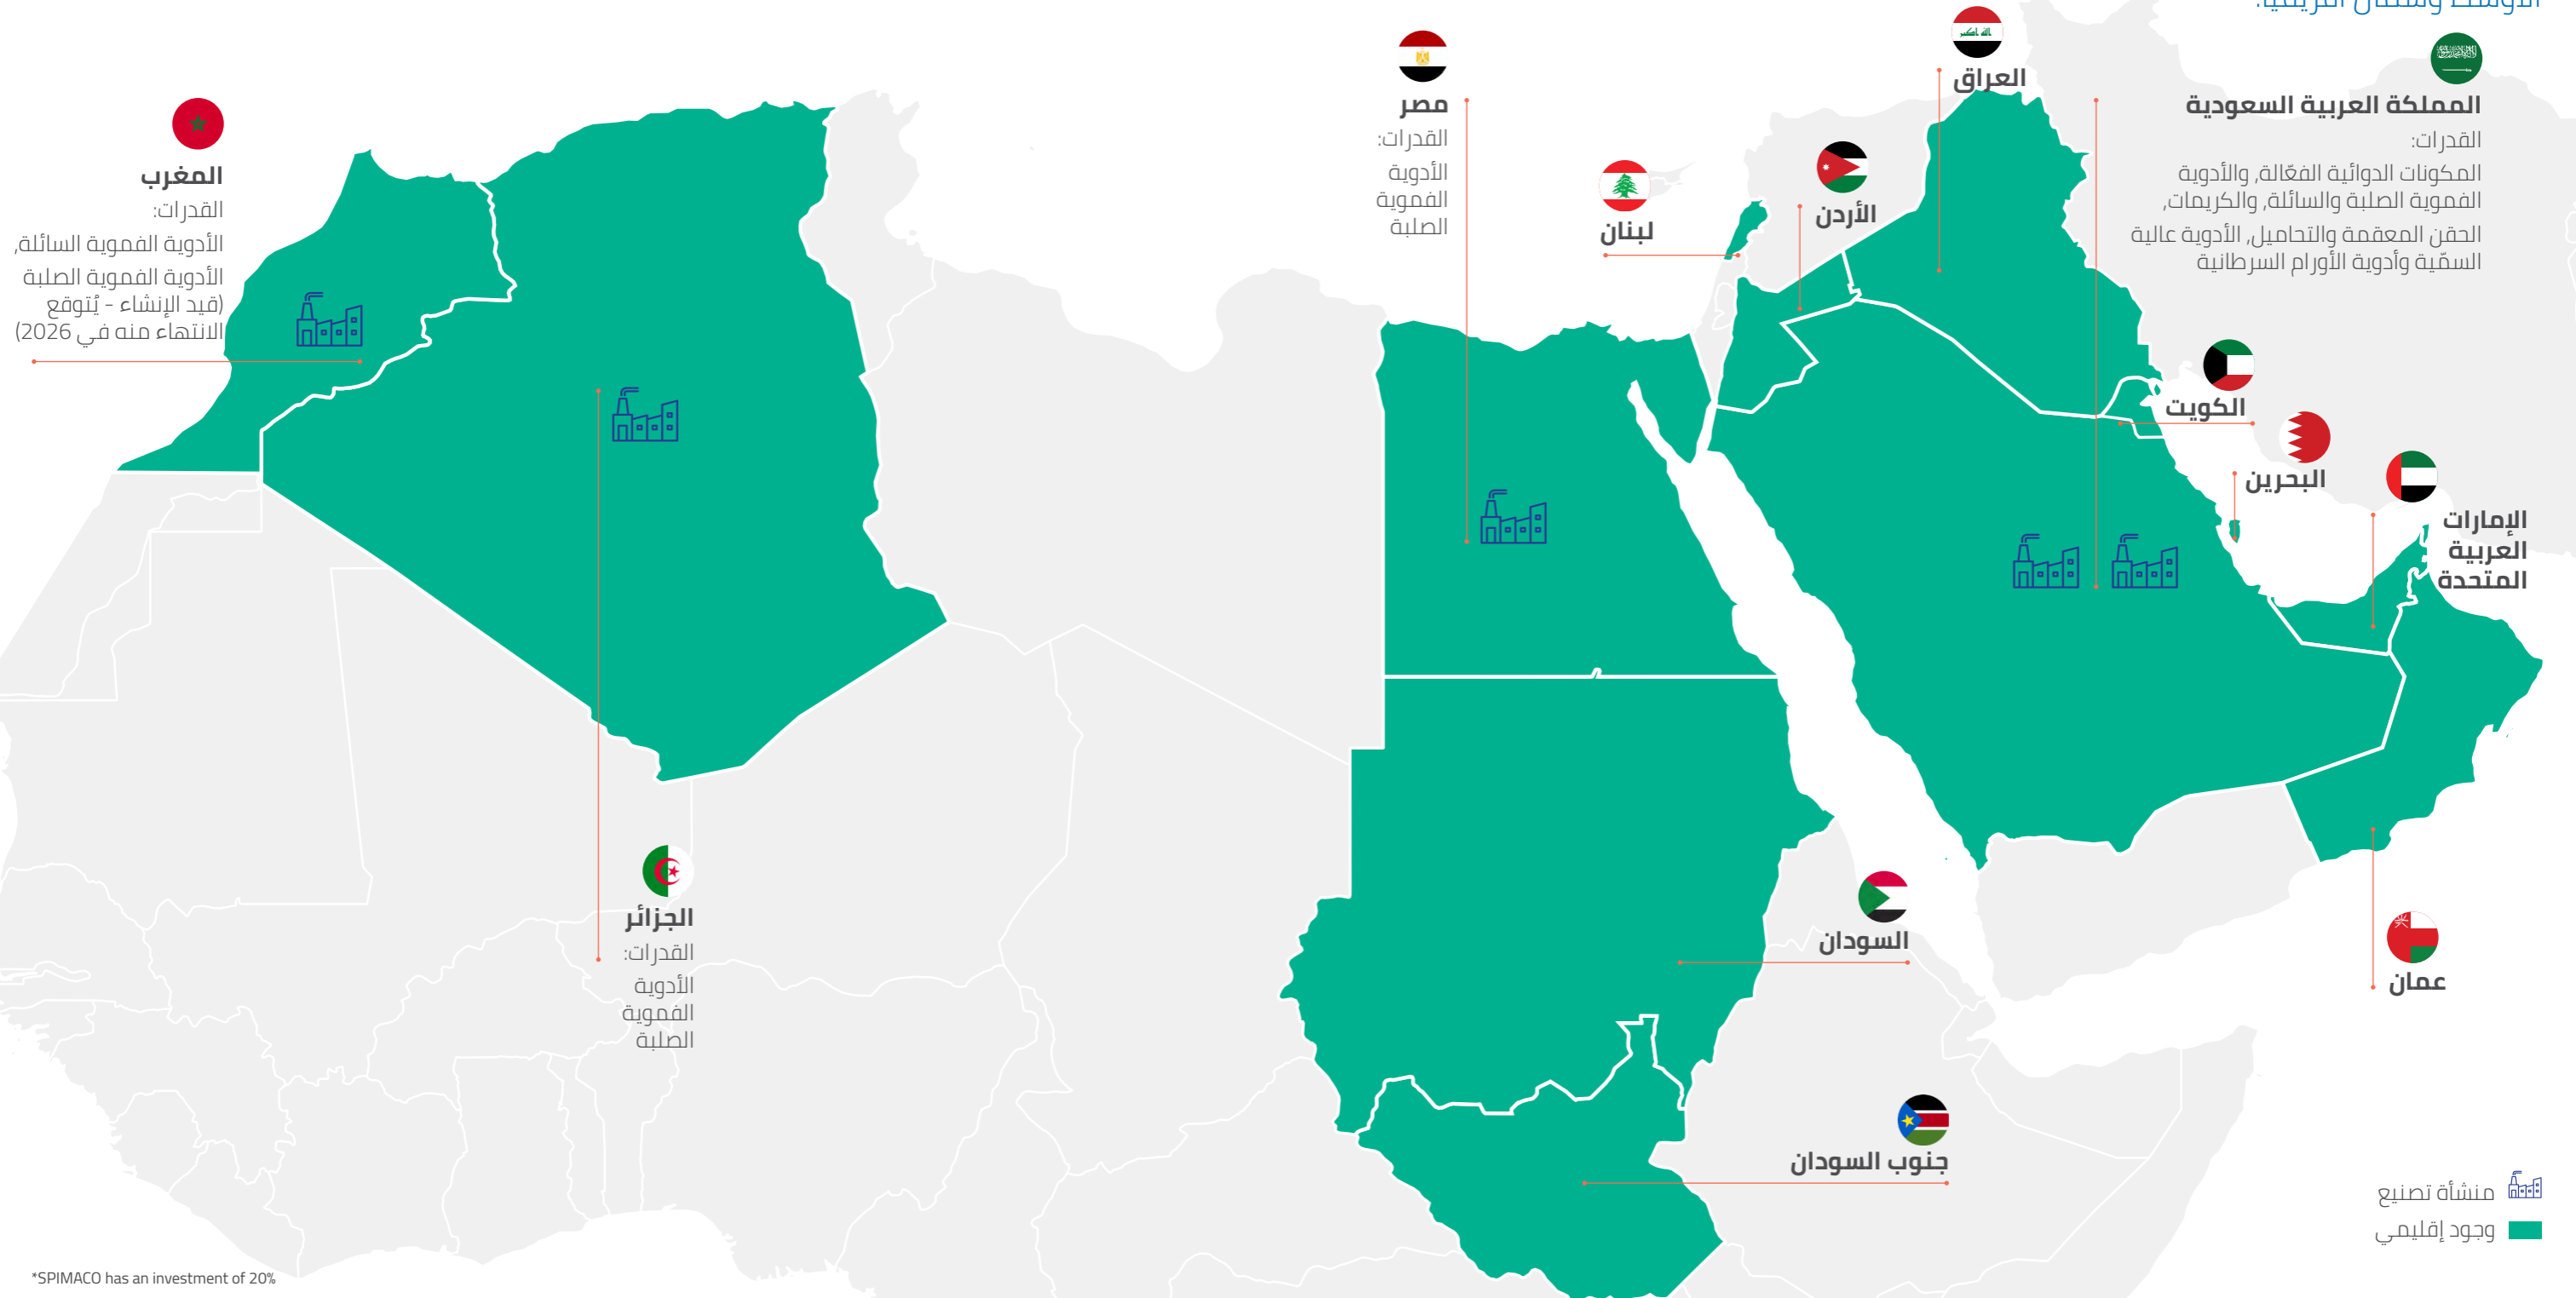 الأوسط وشمال أفريقيا.
المملكة العربية السعودية
القدرات:
المكونات الدوائية الفعّالة, والأدوية
الفموية الصلبة والسائلة, والكريمات,
الحقن المعقمة والتحاميل, الأدوية عالية
السمّية وأدوية الأورام السرطانية
العراق
الأردن
لبنان
مصر
القدرات:
الأدوية
الفموية
الصلبة
المغرب
القدرات:
الأدوية الفموية السائلة,
الأدوية الفموية الصلبة
(قيد الإنشاء - يُتوقع
الانتهاء منه في 2026)
الكويت
البحرين
الإمارات
العربية
المتحدة
عمان
السودان
جنوب السودان
الجزائر
القدرات:
الأدوية
الفموية
الصلبة
منشأة تصنيع
وجود إقليمي
*SPIMACO has an investment of 20%